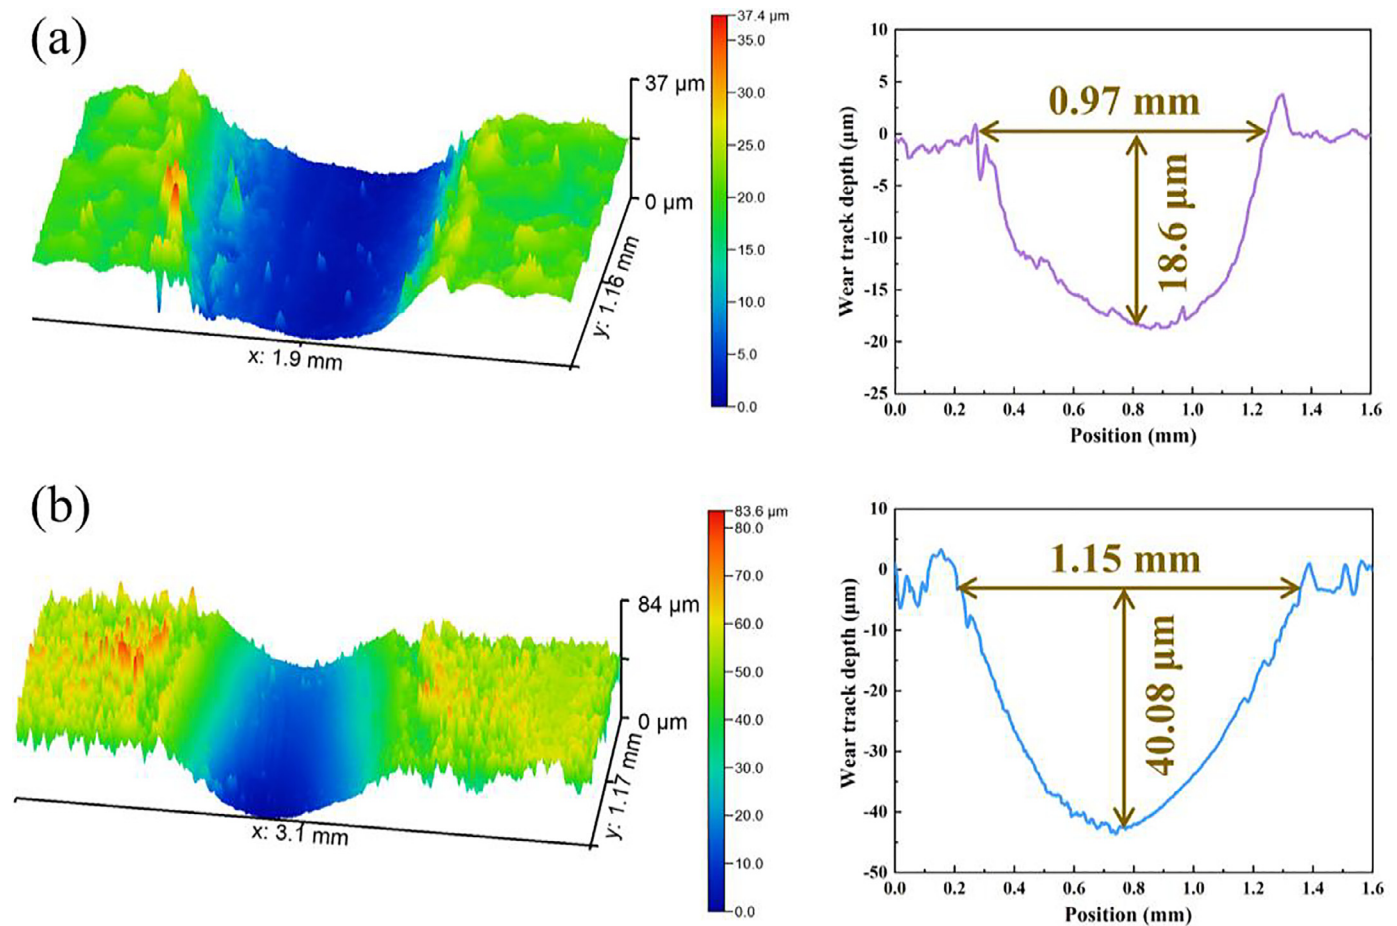 (a)
37.4 μm
35.0
30.0
25.0
20.0
15.0
10.0
5.0
0.0
37 μm
0 μm
y: 1.16 mm
x: 1.9 mm
10
5
0
-5
-10
-15
-20
-25
Wear track depth (μm)
0.97 mm
18.6 μm
0.0 0.2 0.4 0.6 0.8 1.0 1.2 1.4 1.6
Position (mm)
(b)
83.6 μm
80.0
70.0
60.0
50.0
40.0
30.0
20.0
10.0
0.0
84 μm
0 μm
y: 1.17 mm
x: 3.1 mm
10
0
-10
-20
-30
-40
-50
Wear track depth (μm)
1.15 mm
40.08 μm
0.0 0.2 0.4 0.6 0.8 1.0 1.2 1.4 1.6
Position (mm)